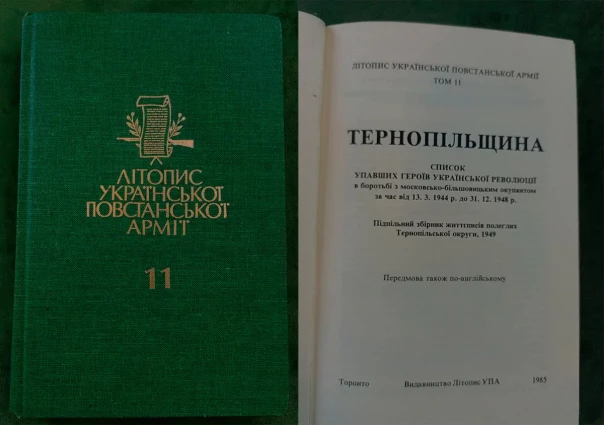 ЛІТОПИС
УКРАЇНСЬКОЇ
ПОВСТАНСЬКОЇ
АРМІЇ
11
ЛІТОПИС УКРАЇНСЬКОЇ ПОВСТАНСЬКОЇ АРМІЇ
ТОМ 11
ТЕРНОПІЛЬЩИНА
СПИСОК
УПАВШИХ ГЕРОЇВ УКРАЇНСЬКОЇ РЕВОЛЮЦІЇ
в боротьбі з московсько-більшовицьким окупантом
за час від 13. 3. 1944 р. до 31. 12. 1948 р.
Підпільний збірник життєписів поляглих
Тернопільської округи, 1949
Передмова також по-англійському
Торонто Видавництво Літопис УПА 1985